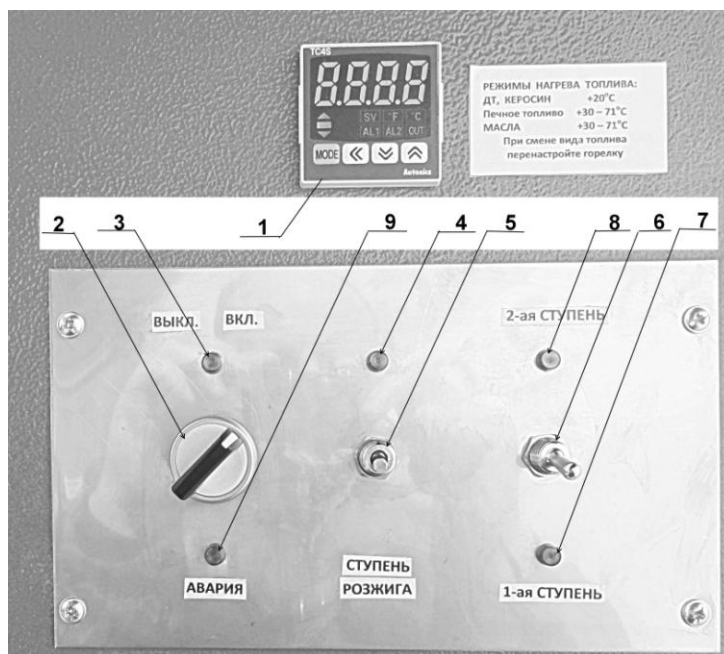 TC4S
8.8.8.8
SV °F °C
AL1 AL2 OUT
MODE
Autonics
РЕЖИМЫ НАГРЕВА ТОПЛИВА:
ДТ, КЕРОСИН +20°С
Печное топливо +30 – 71°С
МАСЛА +30 – 71°С
При смене вида топлива
перенастройте горелку
2 3 1 9 4 5 8 6 7
ВЫКЛ. ВКЛ.
2-ая СТУПЕНЬ
АВАРИЯ
СТУПЕНЬ
РОЗЖИГА
1-ая СТУПЕНЬ